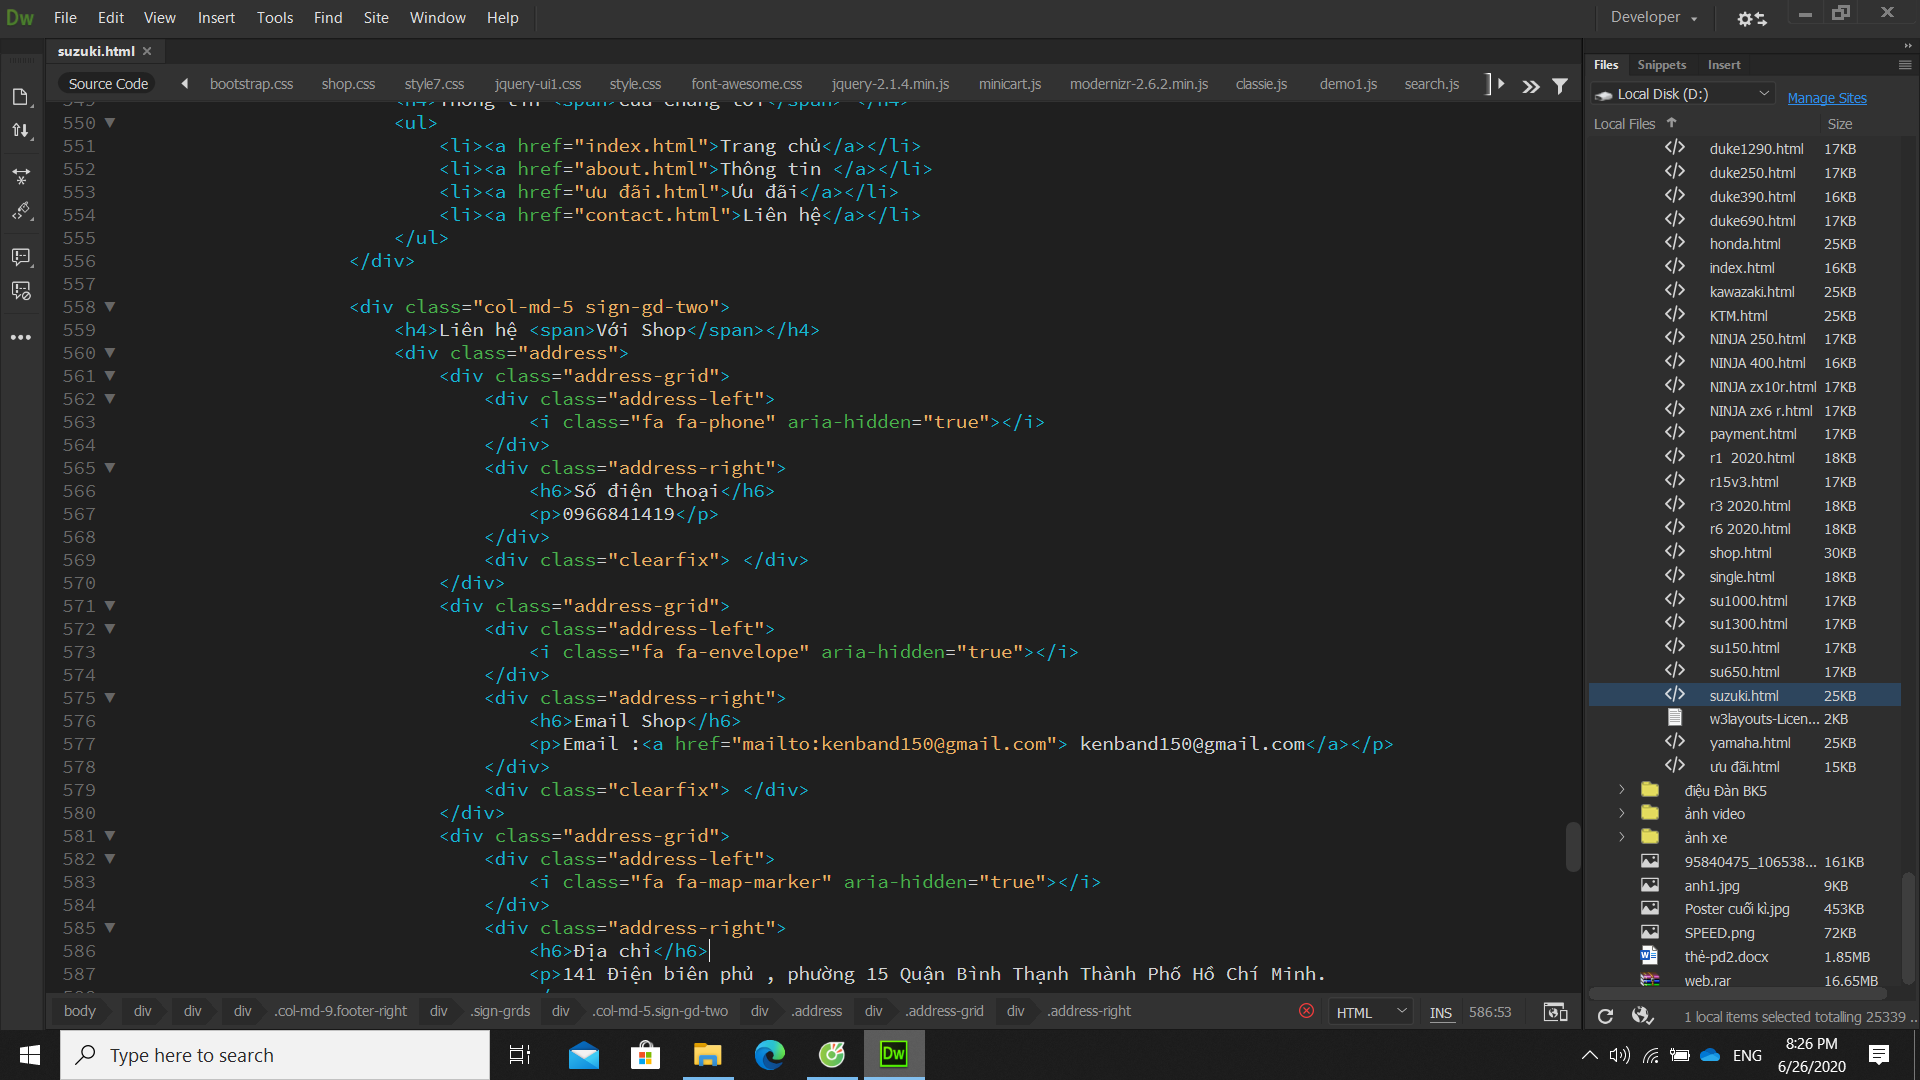 Dw File Edit View Insert Tools Find Site Window Help Developer
suzuki.html
Source Code bootstrap.css shop.css style7.css jquery-ui1.css style.css font-awesome.css jquery-2.1.4.min.js minicart.js modernizr-2.6.2.min.js classie.js demo1.js search.js
550 <ul>
551 <li><a href="index.html">Trang chủ</a></li>
552 <li><a href="about.html">Thông tin </a></li>
553 <li><a href="ưu đãi.html">Ưu đãi</a></li>
554 <li><a href="contact.html">Liên hệ</a></li>
555 </ul>
556 </div>
557
558 <div class="col-md-5 sign-gd-two">
559 <h4>Liên hệ <span>Với Shop</span></h4>
560 <div class="address">
561 <div class="address-grid">
562 <div class="address-left">
563 <i class="fa fa-phone" aria-hidden="true"></i>
564 </div>
565 <div class="address-right">
566 <h6>Số điện thoại</h6>
567 <p>0966841419</p>
568 </div>
569 <div class="clearfix"> </div>
570 </div>
571 <div class="address-grid">
572 <div class="address-left">
573 <i class="fa fa-envelope" aria-hidden="true"></i>
574 </div>
575 <div class="address-right">
576 <h6>Email Shop</h6>
577 <p>Email :<a href="mailto:kenband150@gmail.com"> kenband150@gmail.com</a></p>
578 </div>
579 <div class="clearfix"> </div>
580 </div>
581 <div class="address-grid">
582 <div class="address-left">
583 <i class="fa fa-map-marker" aria-hidden="true"></i>
584 </div>
585 <div class="address-right">
586 <h6>Địa chỉ</h6>
587 <p>141 Điện biên phủ , phường 15 Quận Bình Thạnh Thành Phố Hồ Chí Minh.
body div div div .col-md-9.footer-right div .sign-grds div .col-md-5.sign-gd-two div .address div .address-grid div .address-right HTML INS 586:53
Files Snippets Insert
Local Disk (D:) Manage Sites
Local Files Size
duke1290.html 17KB
duke250.html 17KB
duke390.html 16KB
duke690.html 17KB
honda.html 25KB
index.html 16KB
kawazaki.html 25KB
KTM.html 25KB
NINJA 250.html 17KB
NINJA 400.html 16KB
NINJA zx10r.html 17KB
NINJA zx6 r.html 17KB
payment.html 17KB
r1 2020.html 18KB
r15v3.html 17KB
r3 2020.html 18KB
r6 2020.html 18KB
shop.html 30KB
single.html 18KB
su1000.html 17KB
su1300.html 17KB
su150.html 17KB
su650.html 17KB
suzuki.html 25KB
w3layouts-Licen... 2KB
yamaha.html 25KB
ưu đãi.html 15KB
điệu Đàn BK5
ảnh video
ảnh xe
95840475_106538... 161KB
anh1.jpg 9KB
Poster cuối kì.jpg 453KB
SPEED.png 72KB
thẻ-pd2.docx 1.85MB
web.rar 16.65MB
1 local items selected totalling 25339 ..
Type here to search
Dw
ENG
8:26 PM
6/26/2020